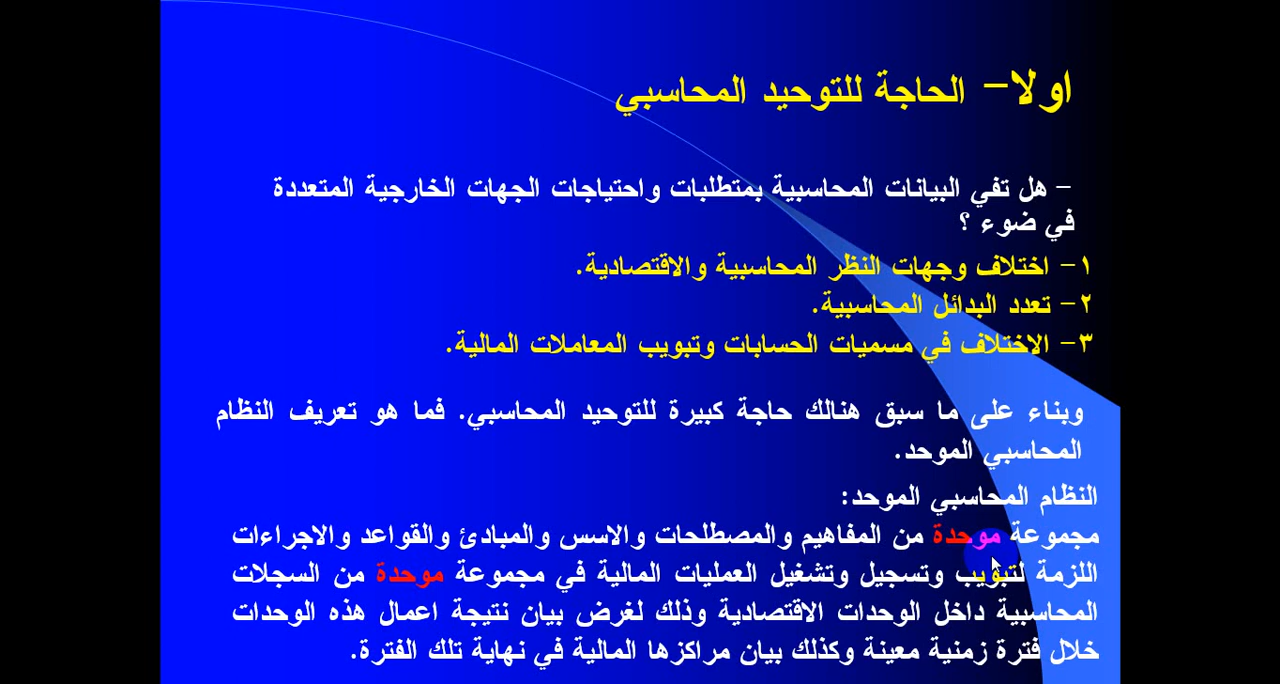 اولا- الحاجة للتوحيد المحاسبي
- هل تفي البيانات المحاسبية بمتطلبات واحتياجات الجهات الخارجية المتعددة
في ضوء ؟
١- اختلاف وجهات النظر المحاسبية والاقتصادية.
٢- تعدد البدائل المحاسبية.
٣- الاختلاف في مسميات الحسابات وتبويب المعاملات المالية.
وبناء على ما سبق هنالك حاجة كبيرة للتوحيد المحاسبي. فما هو تعريف النظام
المحاسبي الموحد.
النظام المحاسبي الموحد:
مجموعة موحدة من المفاهيم والمصطلحات والاسس والمبادئ والقواعد والاجراءات
اللزمة لتبويب وتسجيل وتشغيل العمليات المالية في مجموعة موحدة من السجلات
المحاسبية داخل الوحدات الاقتصادية وذلك لغرض بيان نتيجة اعمال هذه الوحدات
خلال فترة زمنية معينة وكذلك بيان مراكزها المالية في نهاية تلك الفترة.